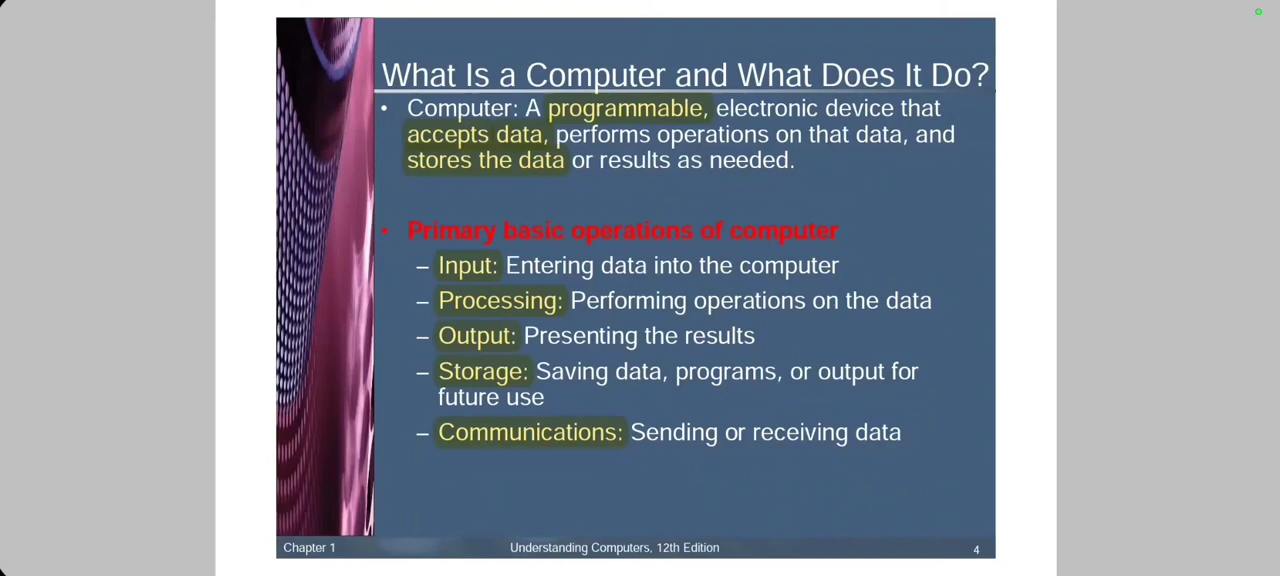 What Is a Computer and What Does It Do?
• Computer: A programmable, electronic device that
accepts data, performs operations on that data, and
stores the data or results as needed.
• Primary basic operations of computer
– Input: Entering data into the computer
– Processing: Performing operations on the data
– Output: Presenting the results
– Storage: Saving data, programs, or output for
future use
– Communications: Sending or receiving data
Chapter 1 Understanding Computers, 12th Edition 4